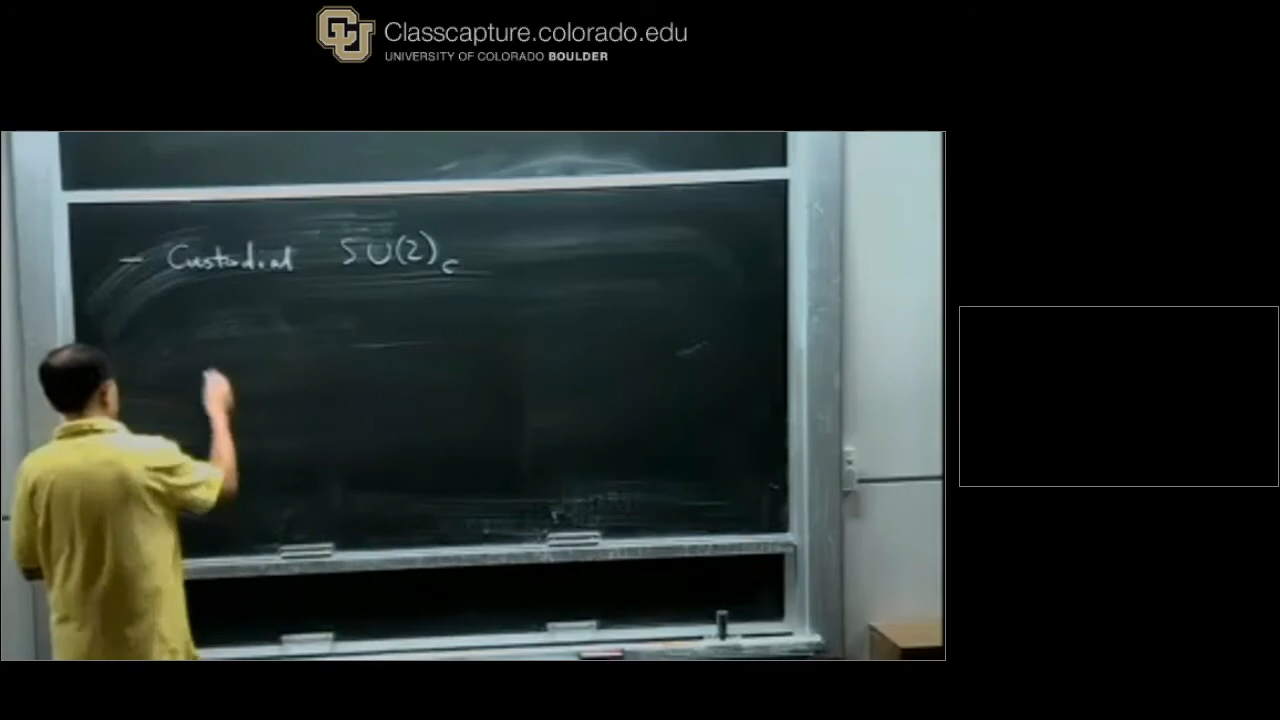 Classcapture.colorado.edu
UNIVERSITY OF COLORADO BOULDER
- Custodial SU(2)c